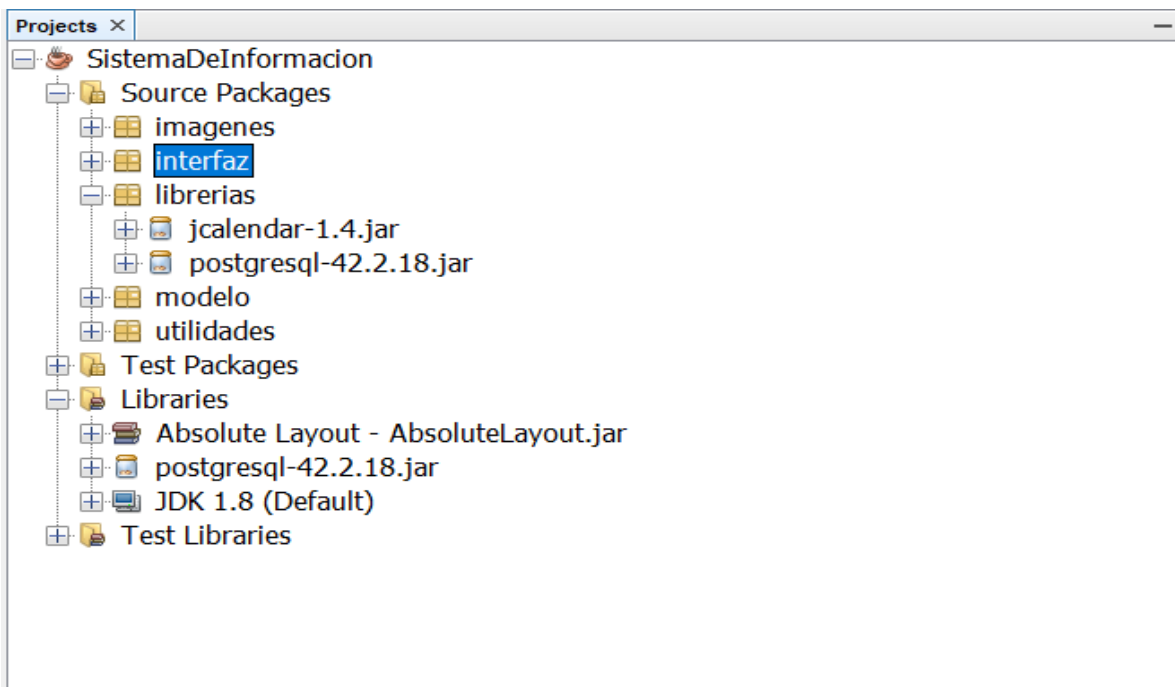 Projects
SistemaDeInformacion
Source Packages
imagenes
interfaz
librerias
jcalendar-1.4.jar
postgresql-42.2.18.jar
modelo
utilidades
Test Packages
Libraries
Absolute Layout - AbsoluteLayout.jar
postgresql-42.2.18.jar
JDK 1.8 (Default)
Test Libraries